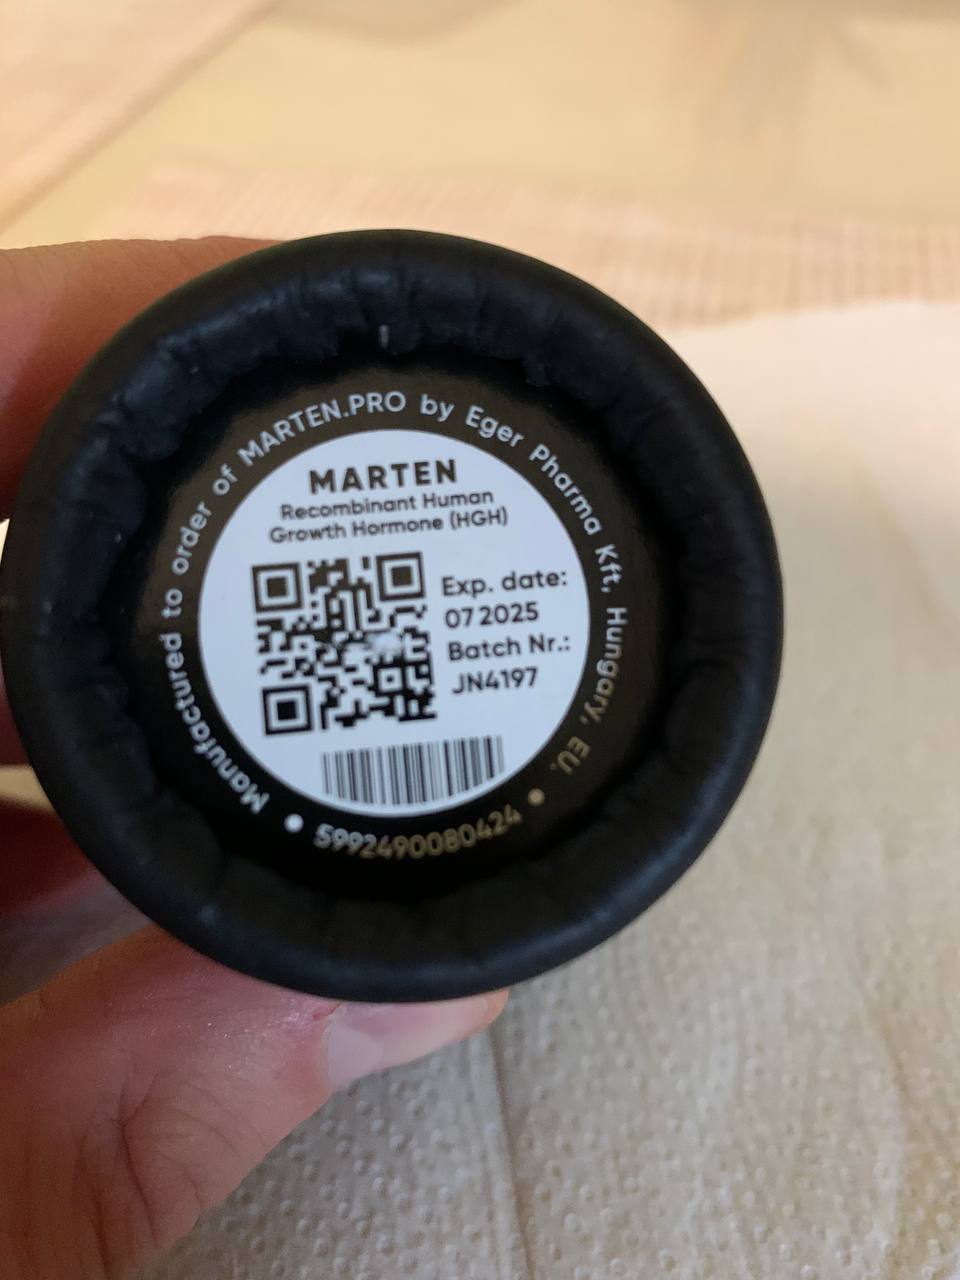 Manufactured to order of MARTEN.PRO by Eger Pharma Kft, Hungary, EU.
MARTEN
Recombinant Human
Growth Hormone (HGH)
Exp. date:
07 2025
Batch Nr.:
JN4197
5992490080424